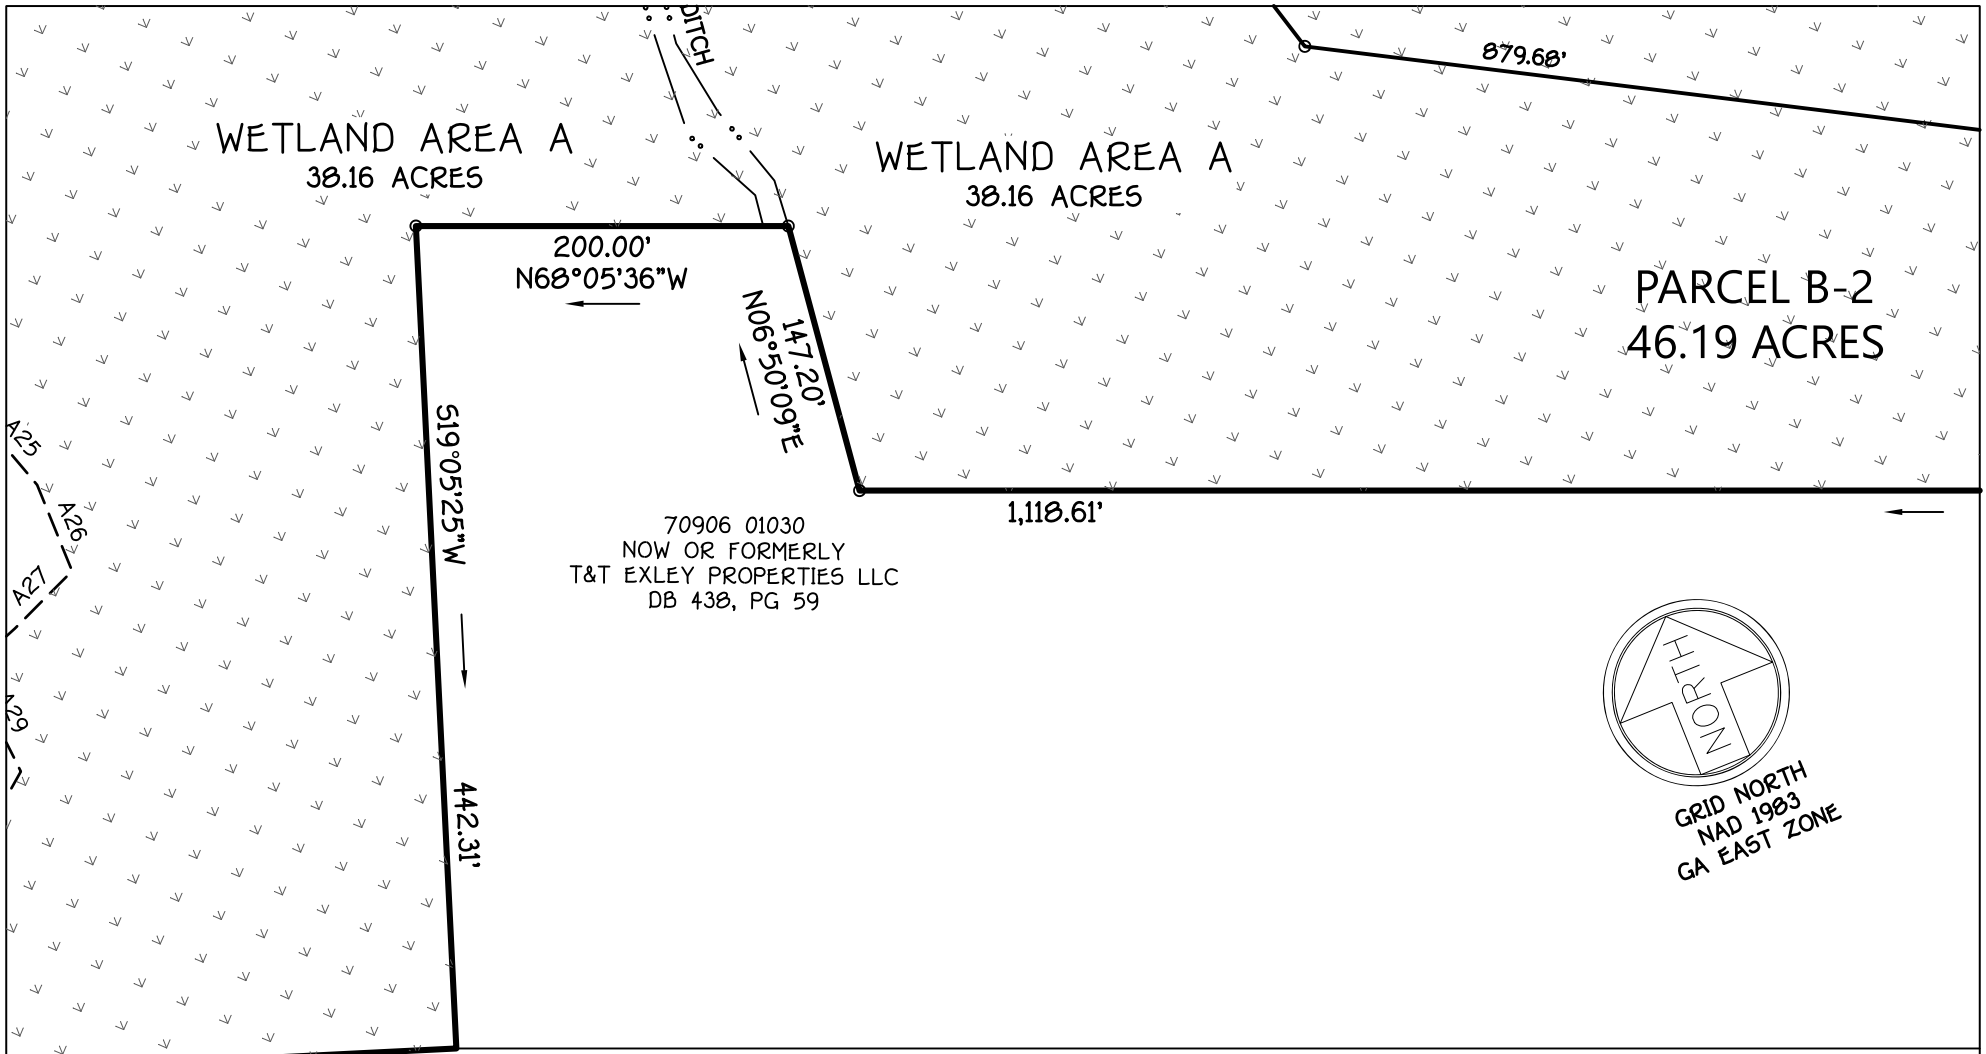 DITCH
879.68'
WETLAND AREA A
38.16 ACRES
WETLAND AREA A
38.16 ACRES
200.00'
N68°05'36"W
PARCEL B-2
46.19 ACRES
147.20'
N06°50'09"E
S19°05'25"W
442.31'
1,118.61'
A25
A26
A27
A29
70906 01030
NOW OR FORMERLY
T&T EXLEY PROPERTIES LLC
DB 438, PG 59
NORTH
GRID NORTH
NAD 1983
GA EAST ZONE